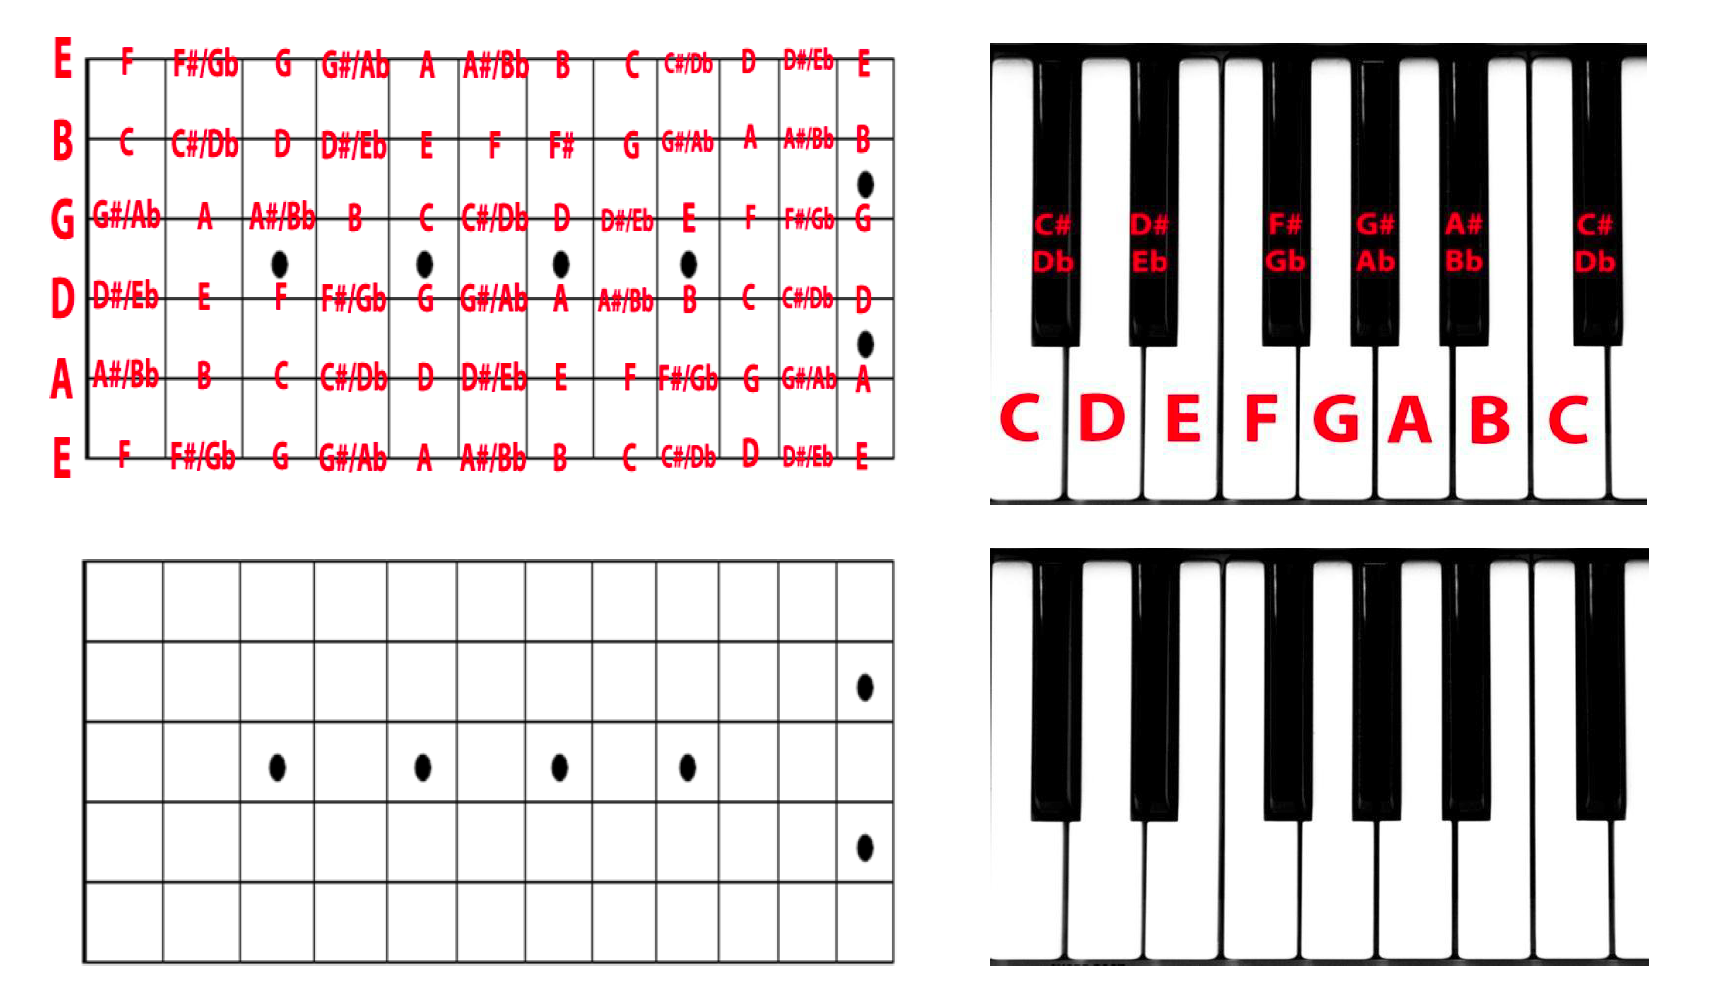 E F F#/Gb G G#/Ab A A#/Bb B C C#/Db D D#/Eb E
B C C#/Db D D#/Eb E F F# G G#/Ab A A#/Bb B
G G#/Ab A A#/Bb B C C#/Db D D#/Eb E F F#/Gb G
D D#/Eb E F F#/Gb G G#/Ab A A#/Bb B C C#/Db D
A A#/Bb B C C#/Db D D#/Eb E F F#/Gb G G#/Ab A
E F F#/Gb G G#/Ab A A#/Bb B C C#/Db D D#/Eb E
C# D# F# G# A# C#
Db Eb Gb Ab Bb Db
C D E F G A B C